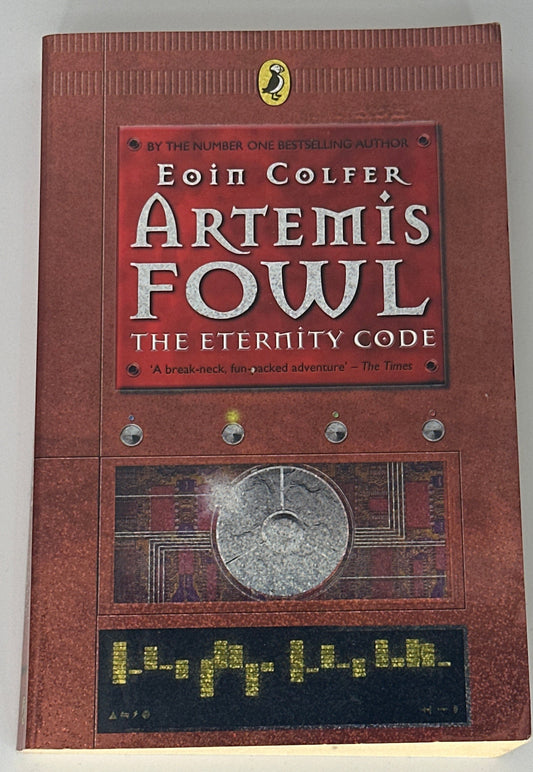 BY THE NUMBER ONE BESTSELLING AUTHOR
EOIN COLFER
ARTEMIS
FOWL
THE ETERNITY CODE
'A break-neck, fun-packed adventure' – The Times